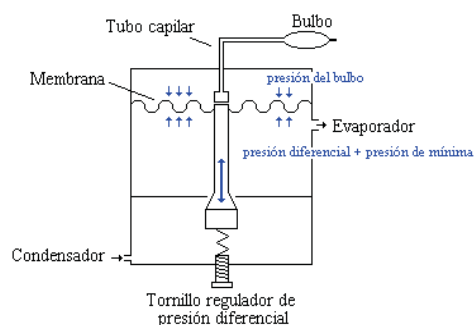 Bulbo
Tubo capilar
Membrana
presión del bulbo
Evaporador
presión diferencial + presión de mínima
Condensador
Tornillo regulador de
presión diferencial